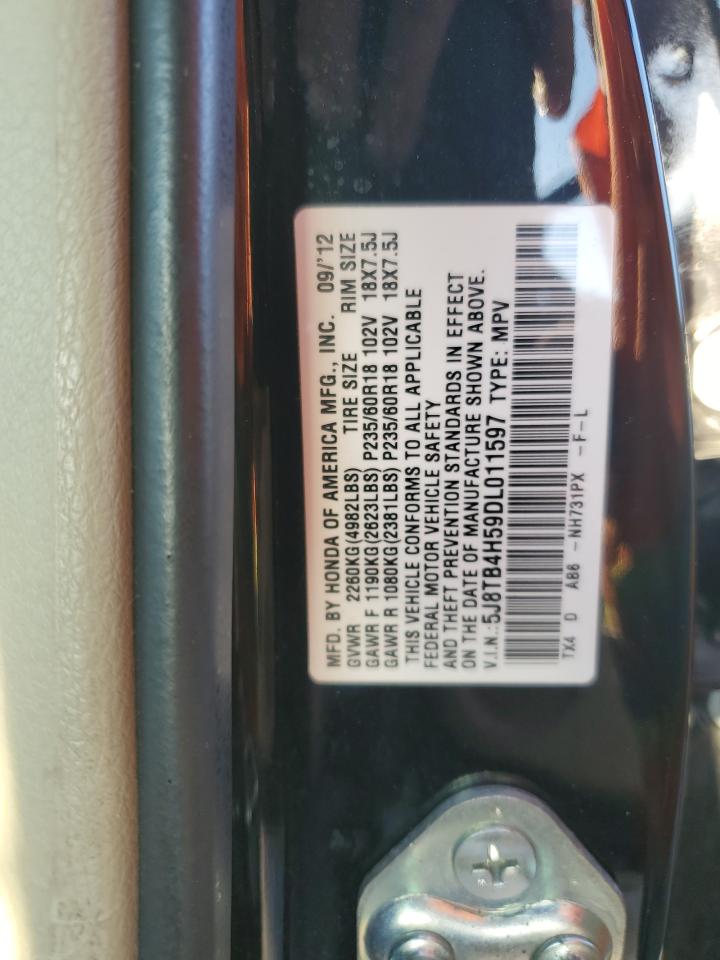 MFD. BY HONDA OF AMERICA MFG., INC. 09/'12
GVWR 2260KG(4982LBS) TIRE SIZE RIM SIZE
GAWR F 1190KG(2623LBS) P235/60R18 102V 18X7.5J
GAWR R 1080KG(2381LBS) P235/60R18 102V 18X7.5J
THIS VEHICLE CONFORMS TO ALL APPLICABLE
FEDERAL MOTOR VEHICLE SAFETY
AND THEFT PREVENTION STANDARDS IN EFFECT
ON THE DATE OF MANUFACTURE SHOWN ABOVE.
V.I.N.:5J8TB4H59DL011597 TYPE: MPV
TX4 D AB6 -NH731PX -F-L